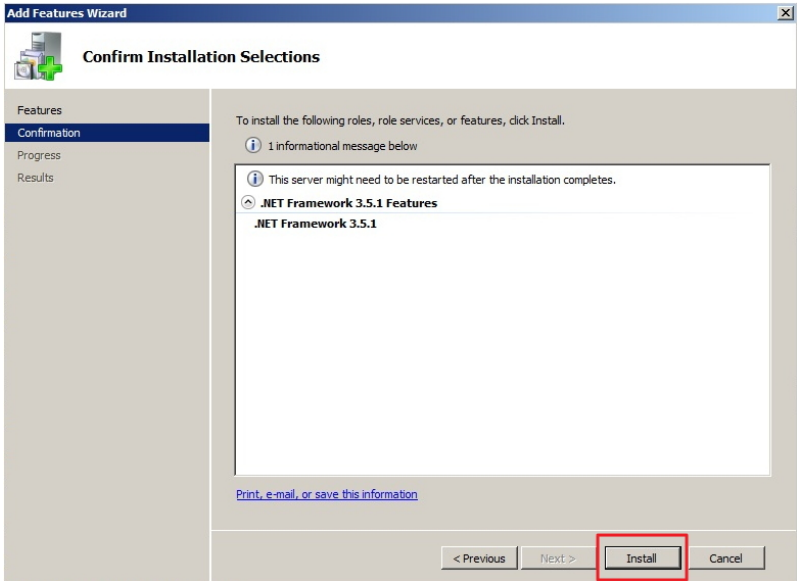 Add Features Wizard
Confirm Installation Selections
Features
Confirmation
Progress
Results
To install the following roles, role services, or features, click Install.
1 informational message below
This server might need to be restarted after the installation completes.
.NET Framework 3.5.1 Features
.NET Framework 3.5.1
Print, e-mail, or save this information
< Previous
Next >
Install
Cancel